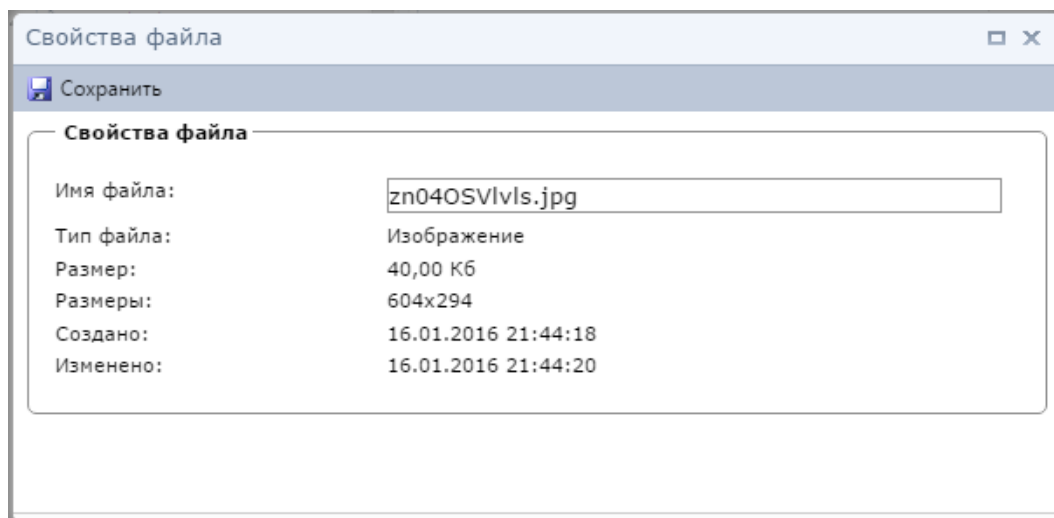 Свойства файла
Сохранить
Свойства файла
Имя файла: zn04OSVlvls.jpg
Тип файла: Изображение
Размер: 40,00 Кб
Размеры: 604x294
Создано: 16.01.2016 21:44:18
Изменено: 16.01.2016 21:44:20